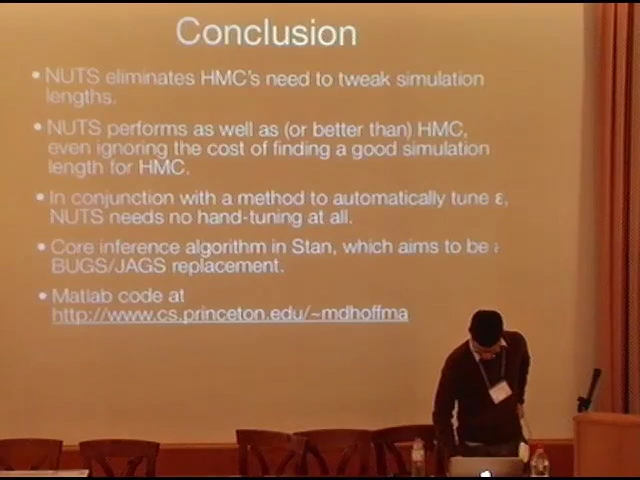 Conclusion
• NUTS eliminates HMC's need to tweak simulation
lengths.
• NUTS performs as well as (or better than) HMC,
even ignoring the cost of finding a good simulation
length for HMC.
• In conjunction with a method to automatically tune ε,
NUTS needs no hand-tuning at all.
• Core inference algorithm in Stan, which aims to be
BUGS/JAGS replacement.
• Matlab code at
http://www.cs.princeton.edu/~mdhoffma